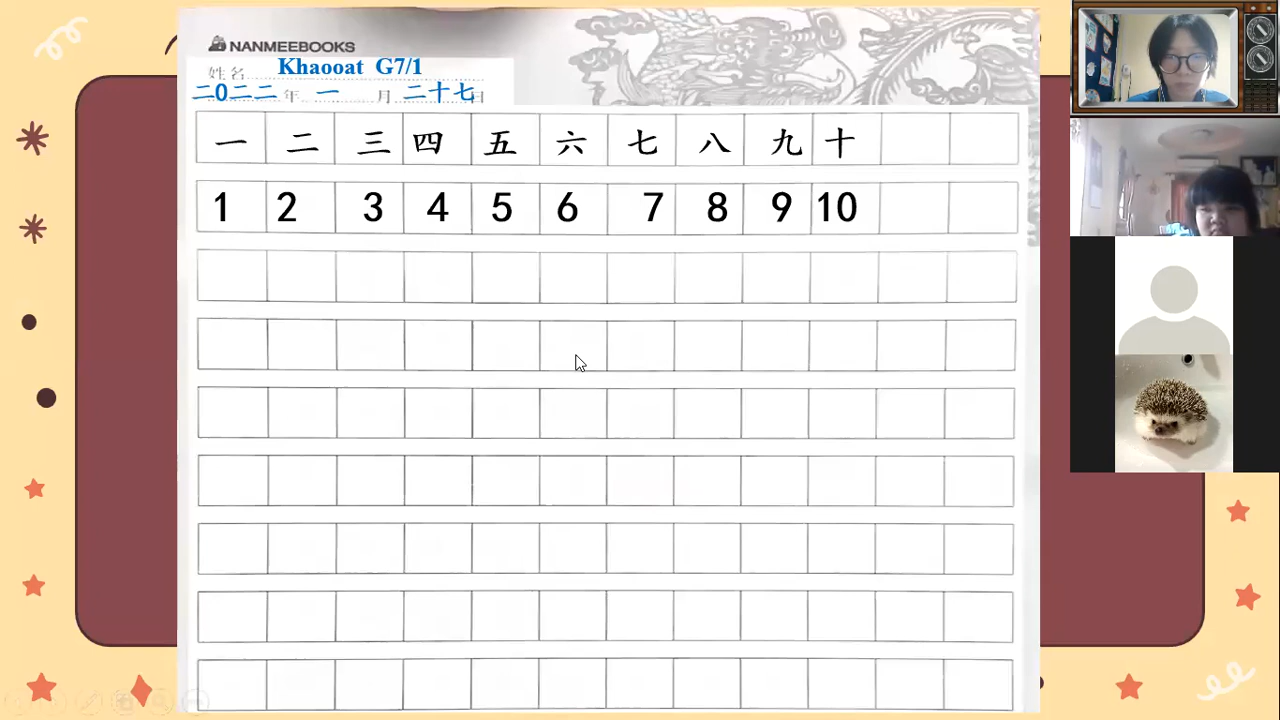 NANMEEBOOKS
姓名 Khaooat G7/1
二0二二 年 一 月 二十七日
一 二 三 四 五 六 七 八 九 十
1 2 3 4 5 6 7 8 9 10